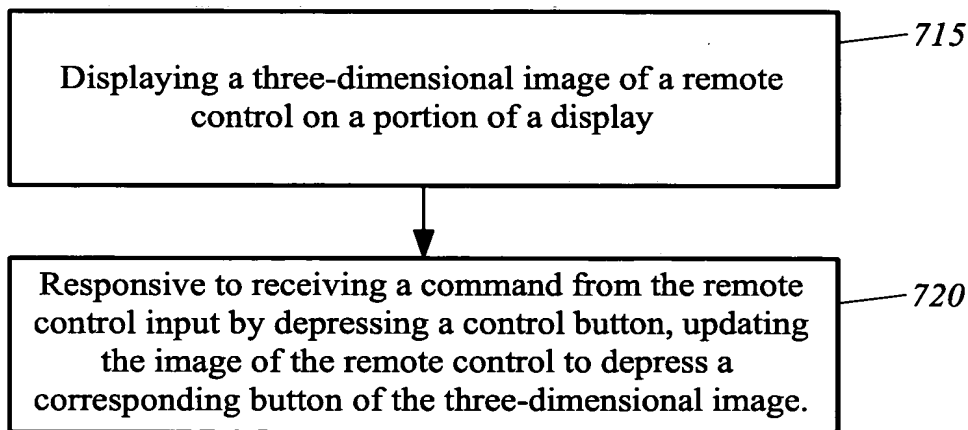 715
Displaying a three-dimensional image of a remote
control on a portion of a display
720
Responsive to receiving a command from the remote
control input by depressing a control button, updating
the image of the remote control to depress a
corresponding button of the three-dimensional image.